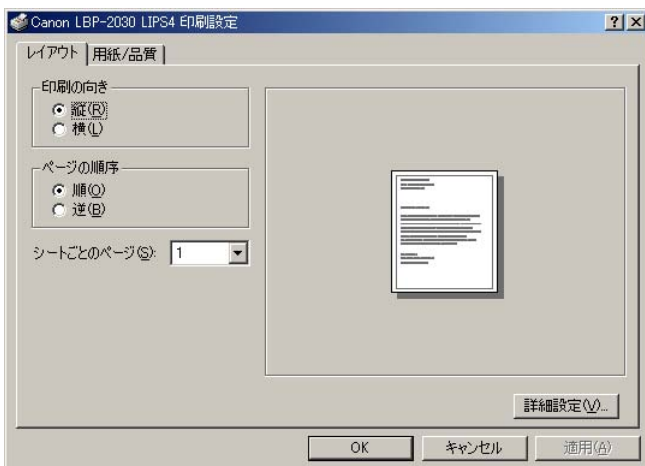 Canon LBP-2030 LIPS4 印刷設定
レイアウト 用紙/品質
印刷の向き
縦(R)
横(L)
ページの順序
順(O)
逆(B)
シートごとのページ(S): 1
詳細設定(V)...
OK キャンセル 適用(A)